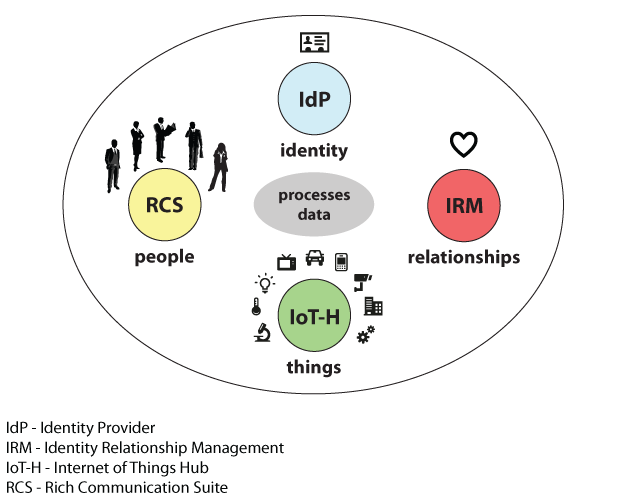 IdP
identity
RCS
people
processes
data
IRM
relationships
IoT-H
things
IdP - Identity Provider
IRM - Identity Relationship Management
IoT-H - Internet of Things Hub
RCS - Rich Communication Suite